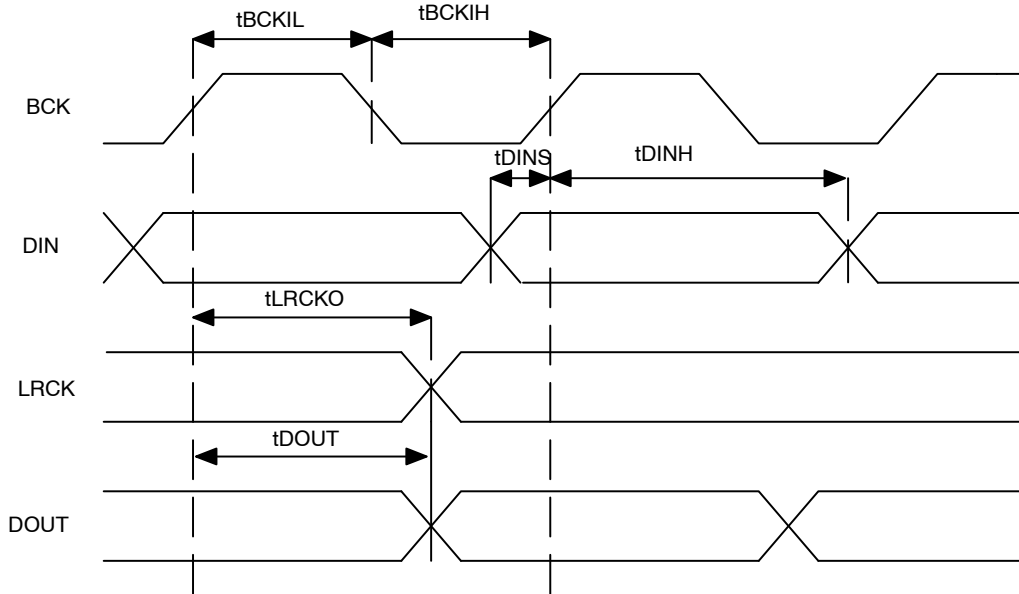 tBCKIL
tBCKIH
BCK
tDINS
tDINH
DIN
tLRCKO
LRCK
tDOUT
DOUT